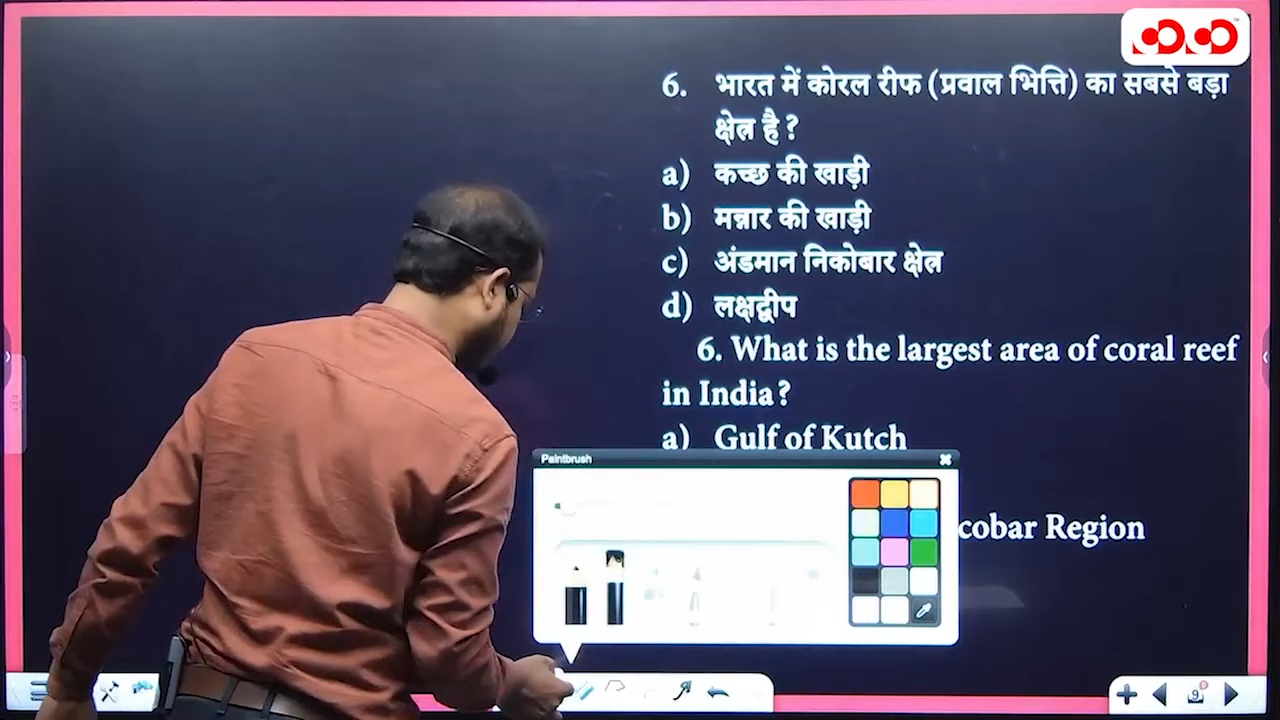 6. भारत में कोरल रीफ (प्रवाल भित्ति) का सबसे बड़ा
क्षेत्र है ?
a) कच्छ की खाड़ी
b) मन्नार की खाड़ी
c) अंडमान निकोबार क्षेत्र
d) लक्षद्वीप
6. What is the largest area of coral reef
in India?
a) Gulf of Kutch
Paintbrush
cobar Region
9